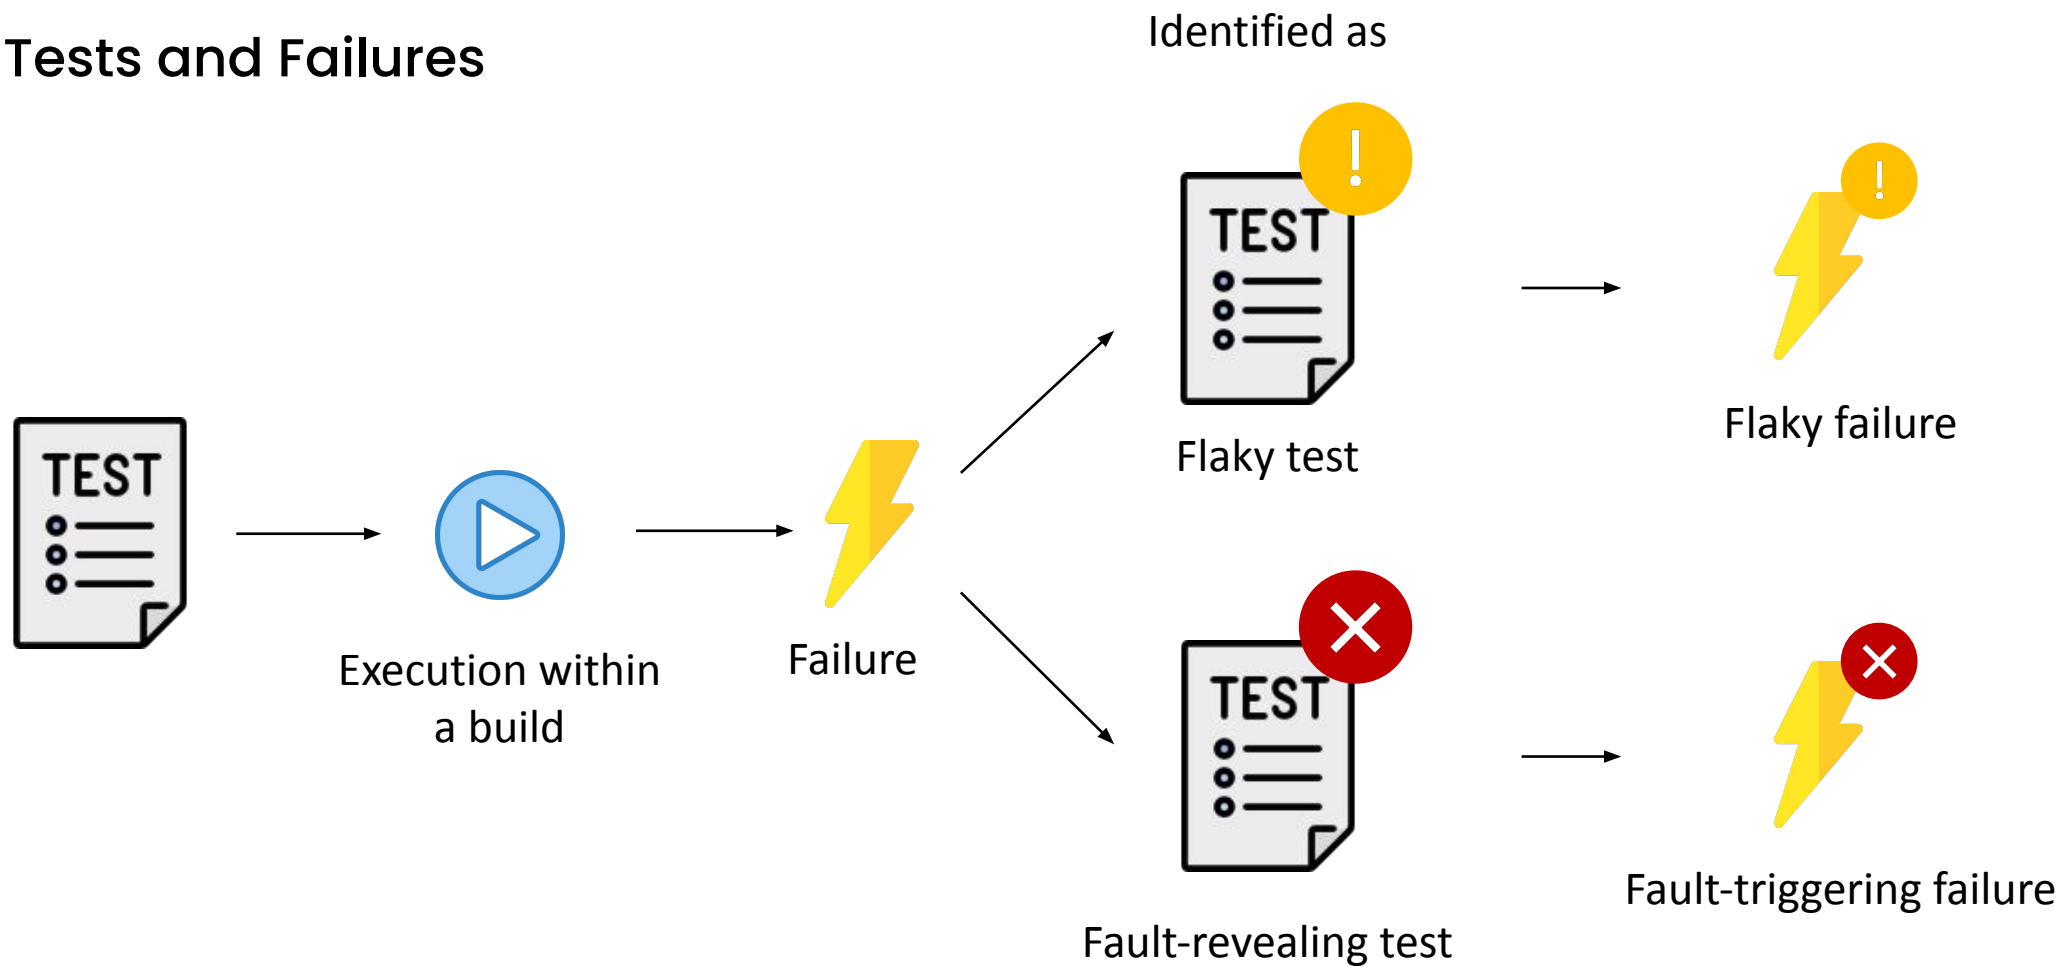 Tests and Failures
Identified as
TEST
Flaky test
Flaky failure
TEST
Execution within
a build
Failure
TEST
Fault-revealing test
Fault-triggering failure